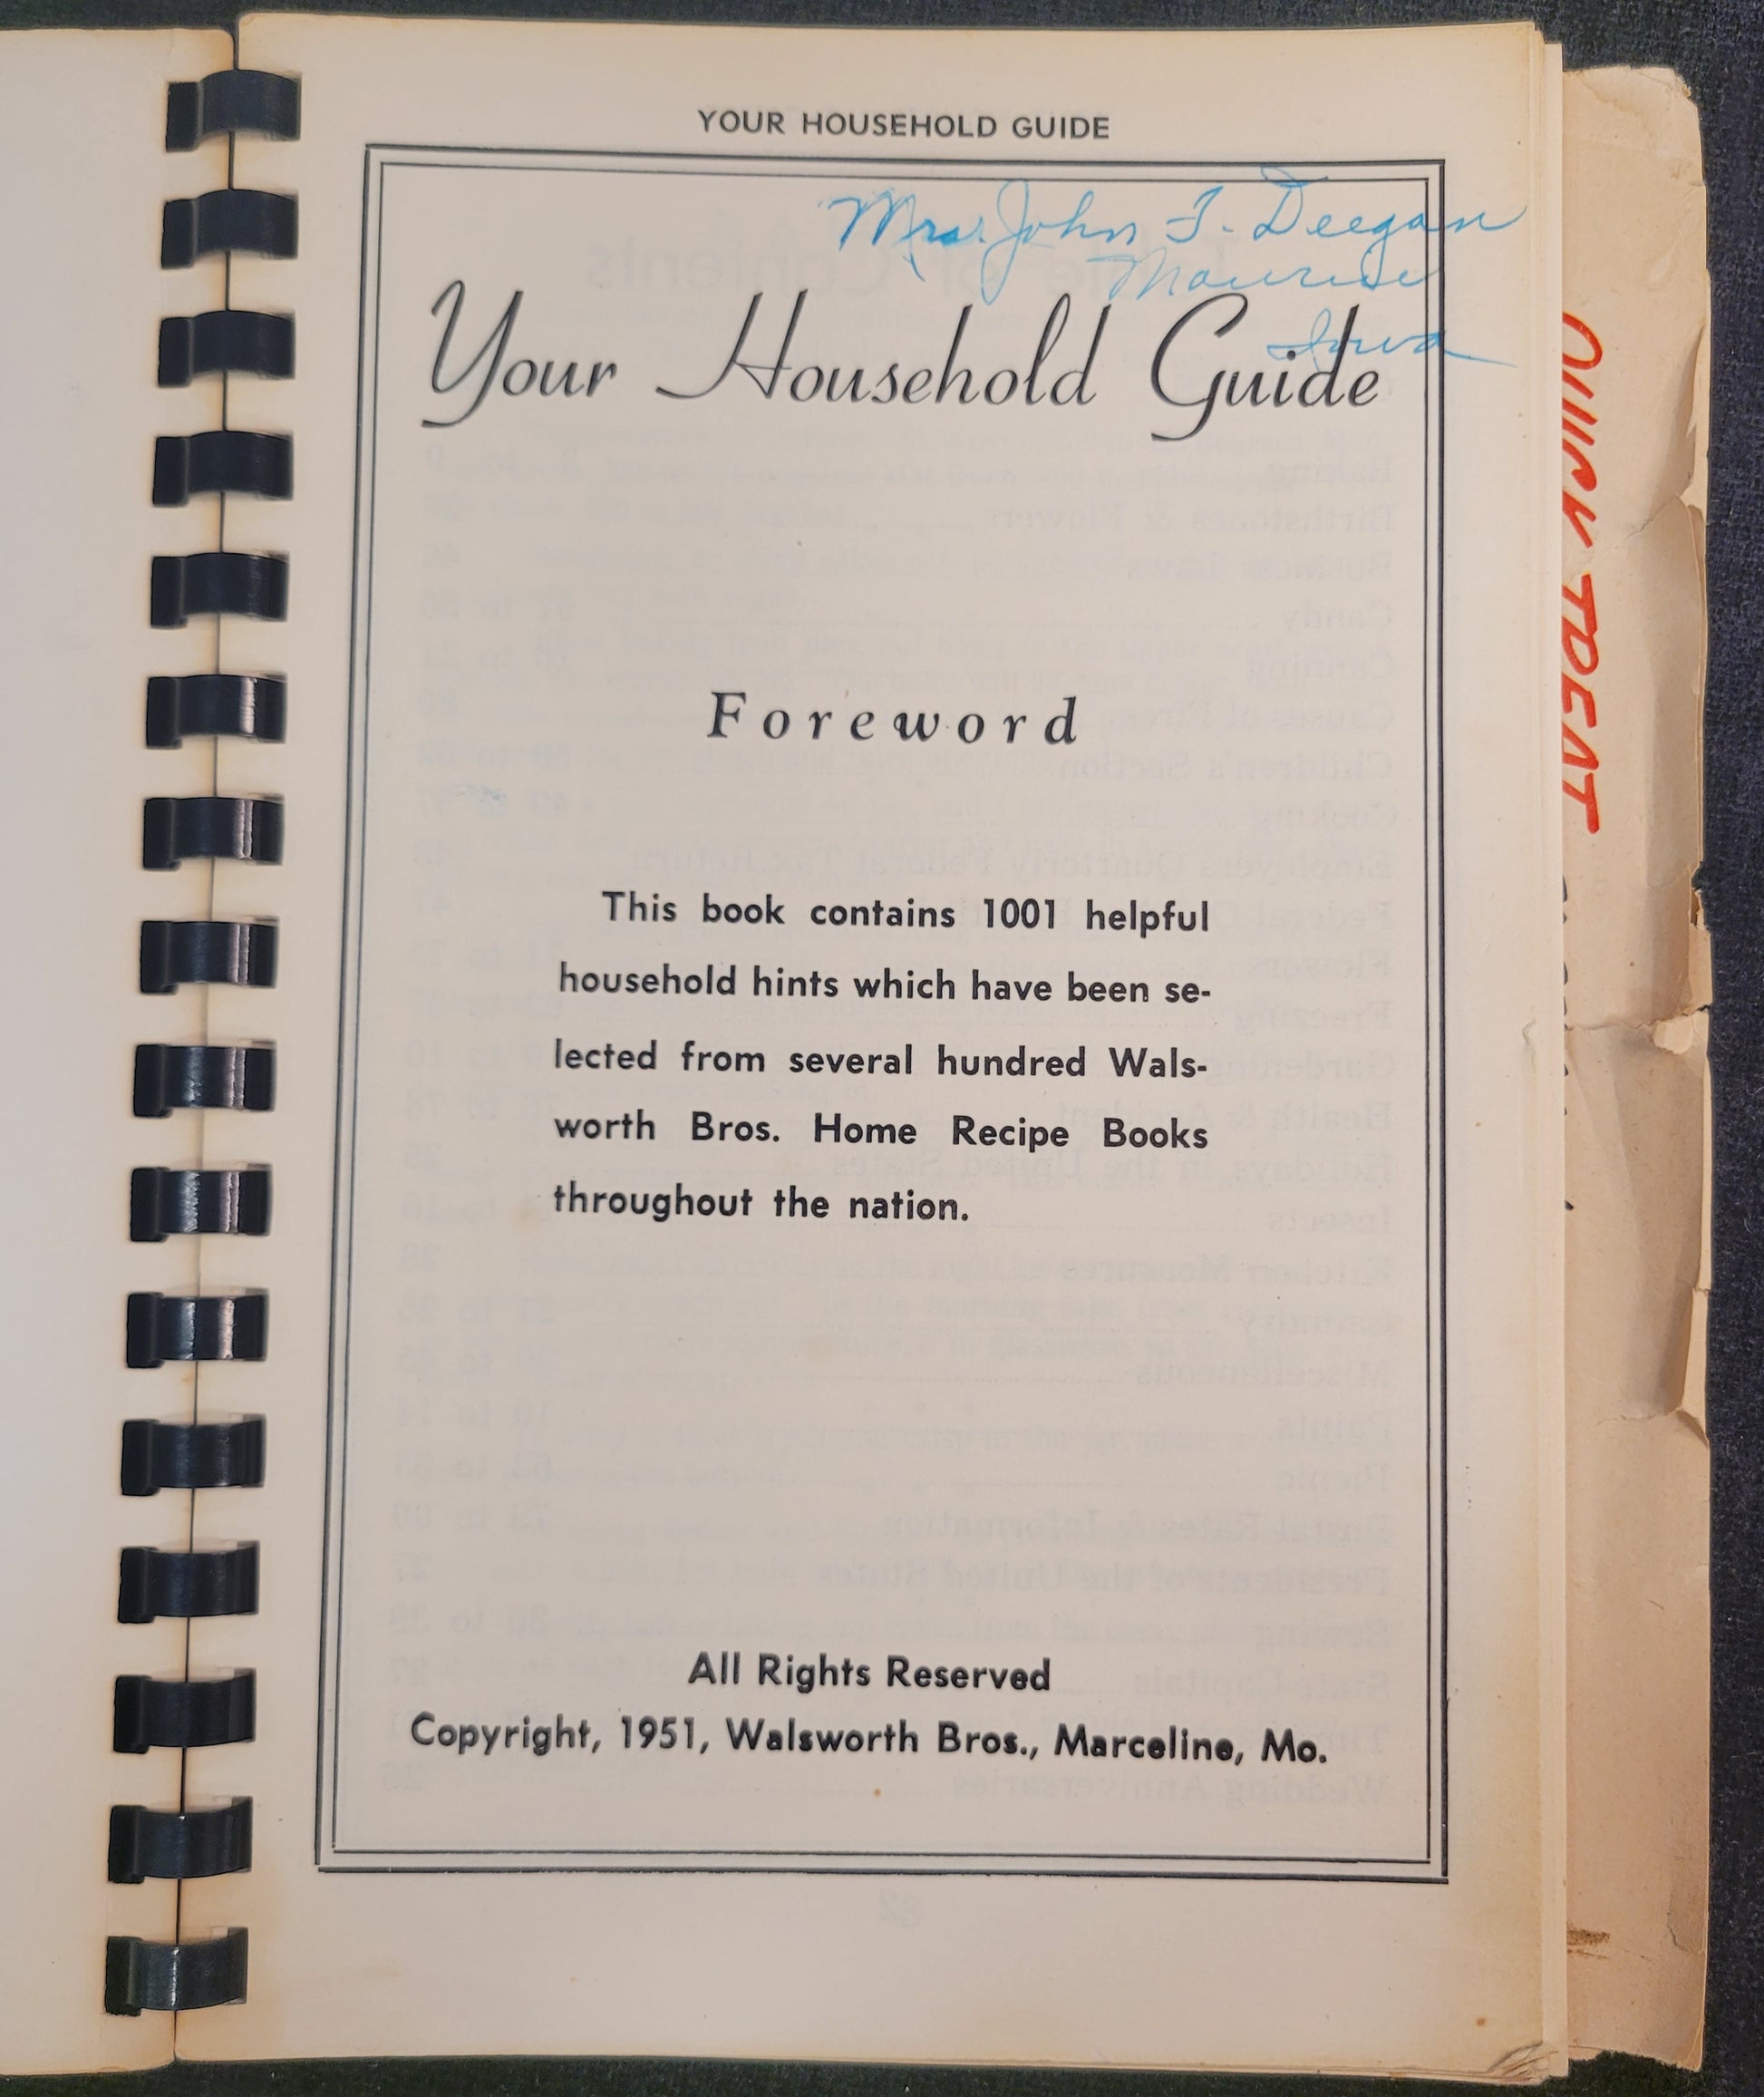 YOUR HOUSEHOLD GUIDE
Mrs. John F. Deegan
Maurice
Iowa
Your Household Guide
Foreword
This book contains 1001 helpful
household hints which have been se-
lected from several hundred Wals-
worth Bros. Home Recipe Books
throughout the nation.
All Rights Reserved
Copyright, 1951, Walsworth Bros., Marceline, Mo.
QUICK TREAT